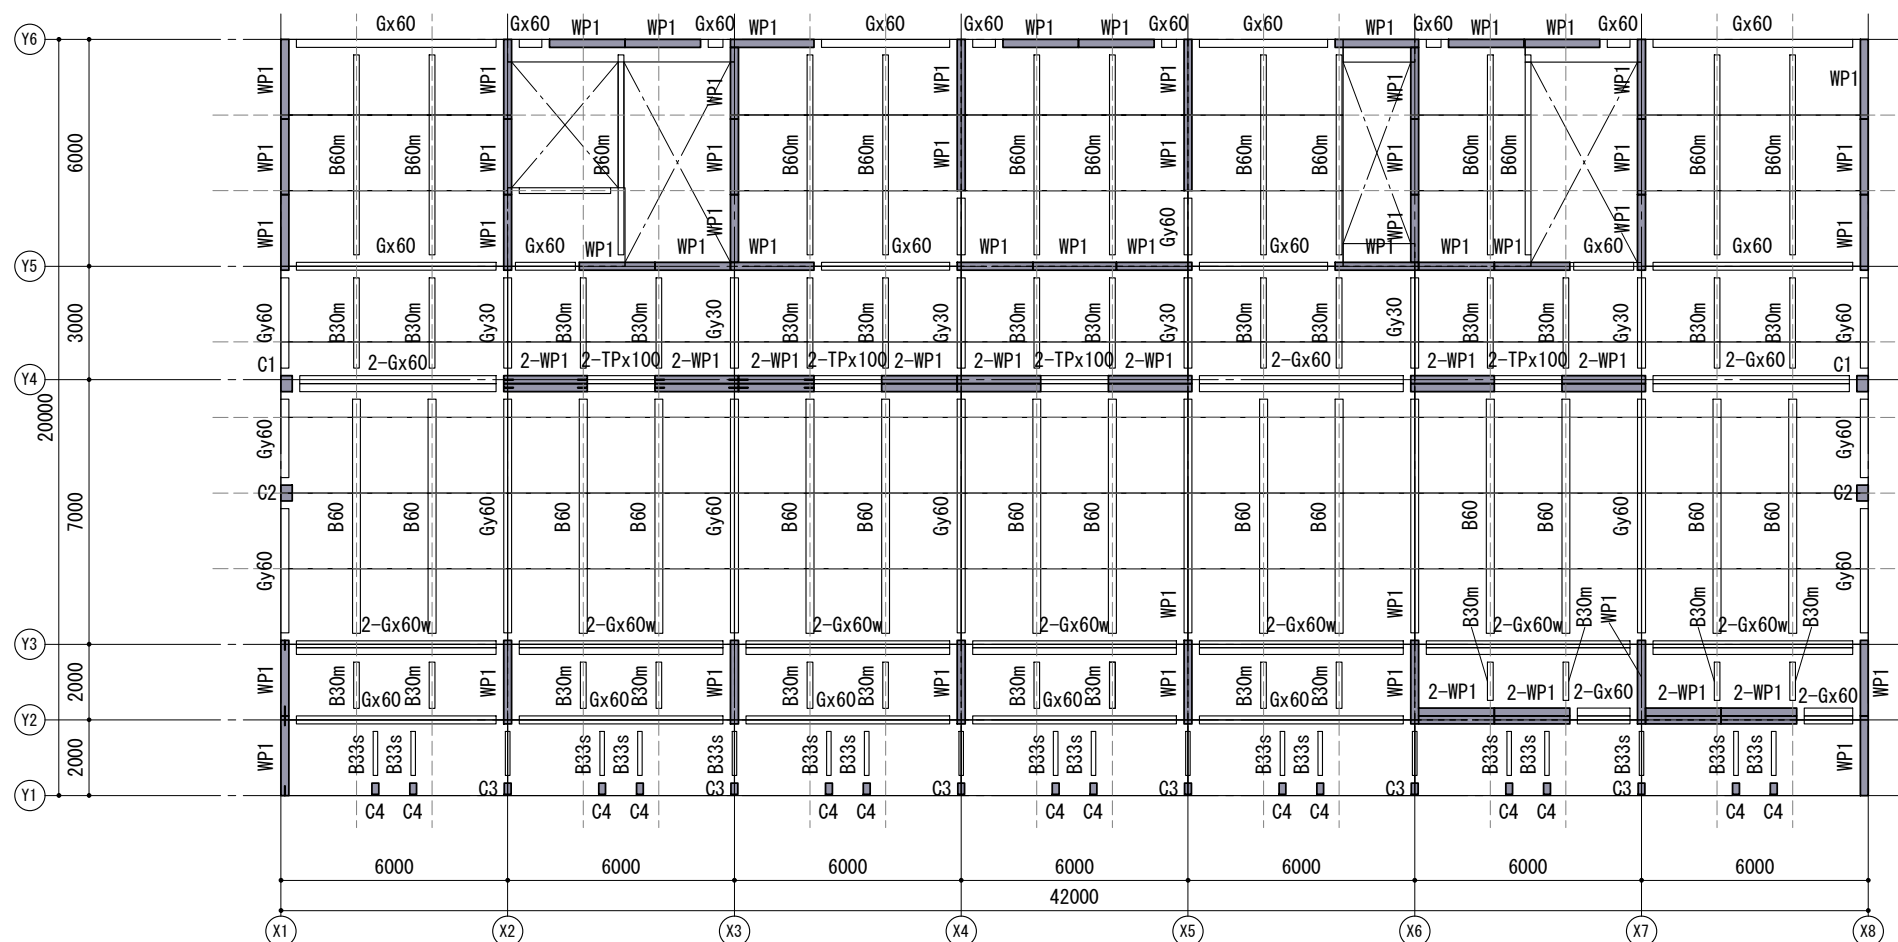 Gx60 Gx60 WP1 Gx60 WP1 Gx60 Gx60 WP1 WP1 Gx60 Gx60 WP1 Gx60 WP1 Gx60 Gx60
Y6
WP1 WP1 WP1 WP1 WP1 WP1 WP1 WP1
6000
WP1 B60m B60m WP1 B60m WP1 B60m B60m WP1 B60m B60m WP1 B60m B60m WP1 B60m B60m WP1 B60m B60m WP1
WP1 WP1 WP1 Gy60 WP1 WP1 WP1
Gx60 Gx60 WP1 WP1 WP1 Gx60 WP1 WP1 WP1 Gx60 WP1 WP1 WP1 Gx60 Gx60
Y5
3000
Gy60 B30m B30m Gy30 B30m B30m Gy30 B30m B30m Gy30 B30m B30m Gy30 B30m B30m Gy30 B30m B30m Gy60 B30m B30m Gy60
C1 2-Gx60 2-WP1 2-TPx100 2-WP1 2-WP1 2-TPx100 2-WP1 2-WP1 2-TPx100 2-WP1 2-Gx60 2-WP1 2-TPx100 2-WP1 2-Gx60 C1
Y4
20000
Gy60 Gy60
C2 C2
7000
B60 B60 Gy60 B60 B60 Gy60 B60 B60 Gy60 B60 B60 B60 B60 B60 B60 Gy60 B60 B60
Gy60 Gy60
WP1 WP1 B30m B30m WP1 B30m B30m
2-Gx60w 2-Gx60w 2-Gx60w 2-Gx60w 2-Gx60w 2-Gx60w 2-Gx60w
Y3
2000
WP1 B30m B30m WP1 B30m B30m WP1 B30m B30m WP1 B30m B30m WP1 B30m B30m WP1 WP1
Gx60 Gx60 Gx60 Gx60 Gx60 2-WP1 2-WP1 2-Gx60 2-WP1 2-WP1 2-Gx60
Y2
2000
WP1 B33s B33s B33s B33s B33s B33s B33s B33s B33s B33s B33s B33s B33s B33s B33s B33s B33s WP1
Y1
C3 C3 C3 C3 C3 C3
C4 C4 C4 C4 C4 C4 C4 C4 C4 C4 C4 C4 C4 C4
6000 6000 6000 6000 6000 6000 6000
42000
X1 X2 X3 X4 X5 X6 X7 X8